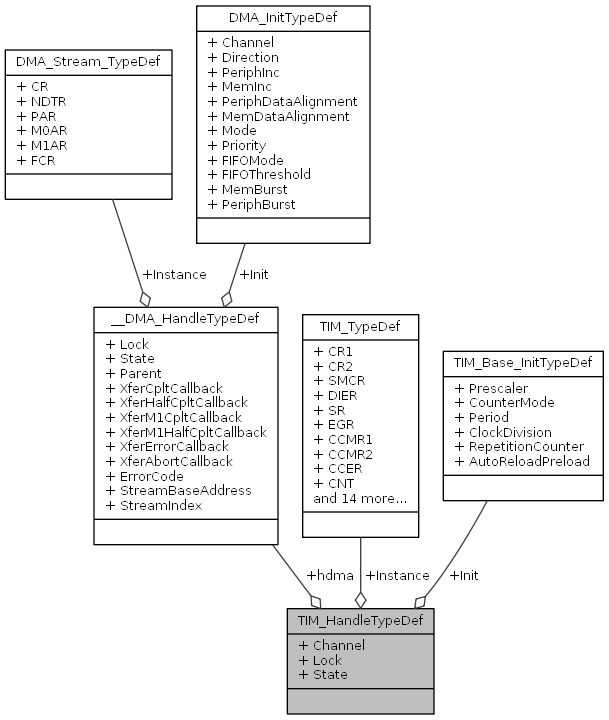 DMA_InitTypeDef
+ Channel
+ Direction
+ PeriphInc
+ MemInc
+ PeriphDataAlignment
+ MemDataAlignment
+ Mode
+ Priority
+ FIFOMode
+ FIFOThreshold
+ MemBurst
+ PeriphBurst
DMA_Stream_TypeDef
+ CR
+ NDTR
+ PAR
+ M0AR
+ M1AR
+ FCR
+Instance
+Init
__DMA_HandleTypeDef
+ Lock
+ State
+ Parent
+ XferCpltCallback
+ XferHalfCpltCallback
+ XferM1CpltCallback
+ XferM1HalfCpltCallback
+ XferErrorCallback
+ XferAbortCallback
+ ErrorCode
+ StreamBaseAddress
+ StreamIndex
TIM_TypeDef
+ CR1
+ CR2
+ SMCR
+ DIER
+ SR
+ EGR
+ CCMR1
+ CCMR2
+ CCER
+ CNT
and 14 more...
TIM_Base_InitTypeDef
+ Prescaler
+ CounterMode
+ Period
+ ClockDivision
+ RepetitionCounter
+ AutoReloadPreload
+hdma
+Instance
+Init
TIM_HandleTypeDef
+ Channel
+ Lock
+ State